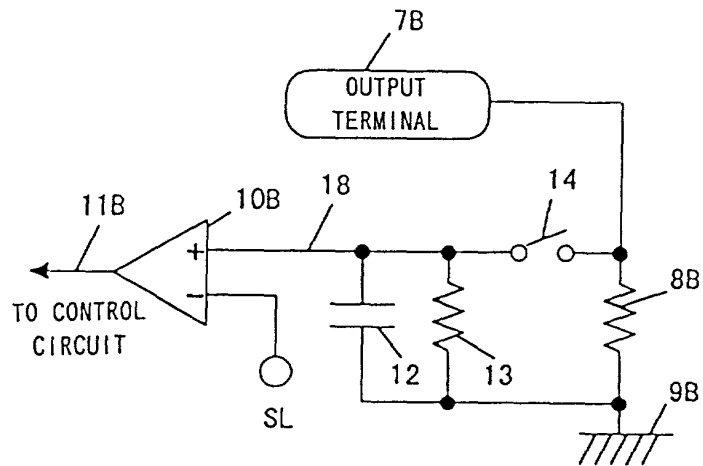 7B
OUTPUT
TERMINAL
14
18
10B
11B
+
−
8B
TO CONTROL
CIRCUIT
12
13
9B
SL